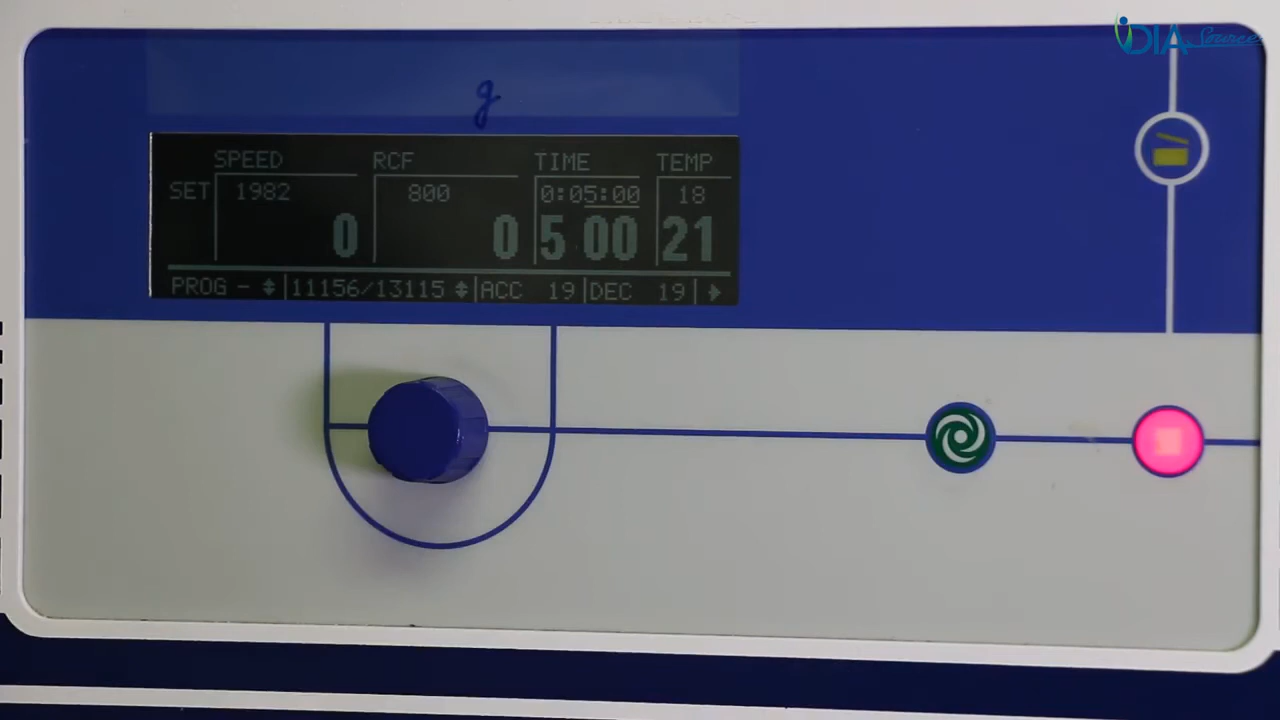 DIA Source
g
SPEED RCF TIME TEMP
SET 1982 800 0:05:00 18
0 0 5 00 21
PROG - 11156/13115 ACC 19 DEC 19